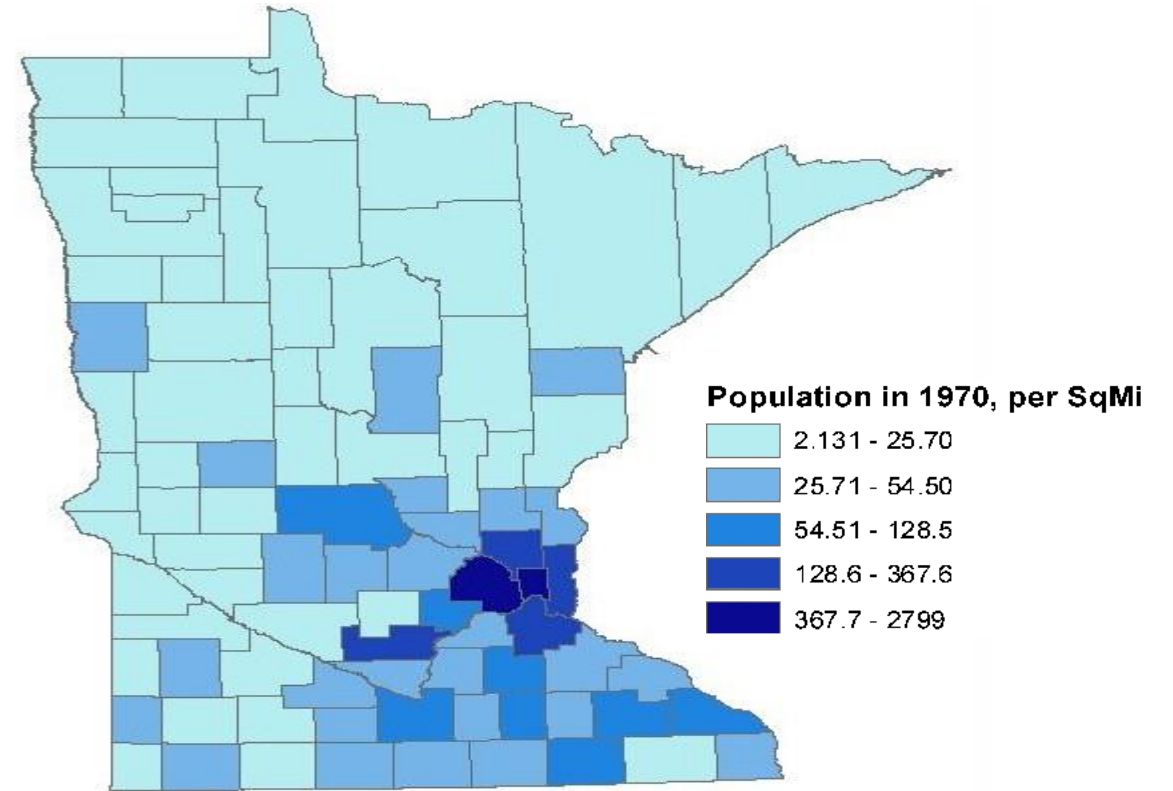 Population in 1970, per SqMi
2.131 - 25.70
25.71 - 54.50
54.51 - 128.5
128.6 - 367.6
367.7 - 2799